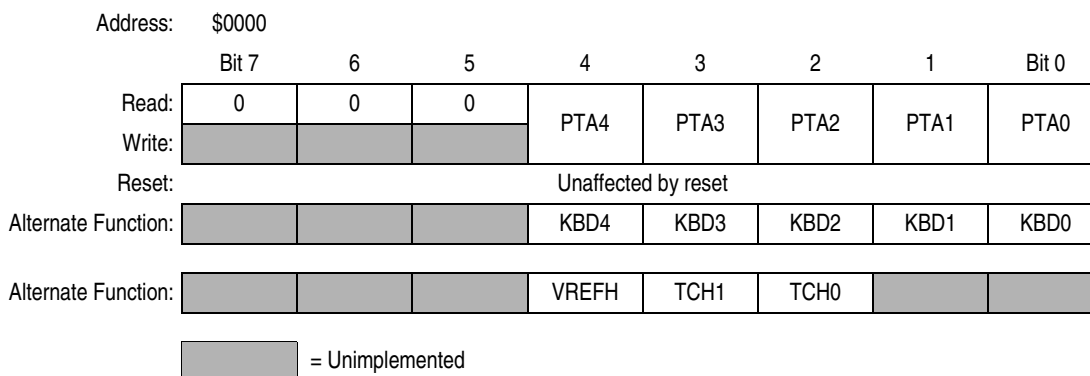 Address: $0000
Bit 7 6 5 4 3 2 1 Bit 0
Read: 0 0 0 PTA4 PTA3 PTA2 PTA1 PTA0
Write:
Reset: Unaffected by reset
Alternate Function: KBD4 KBD3 KBD2 KBD1 KBD0
Alternate Function: VREFH TCH1 TCH0
= Unimplemented